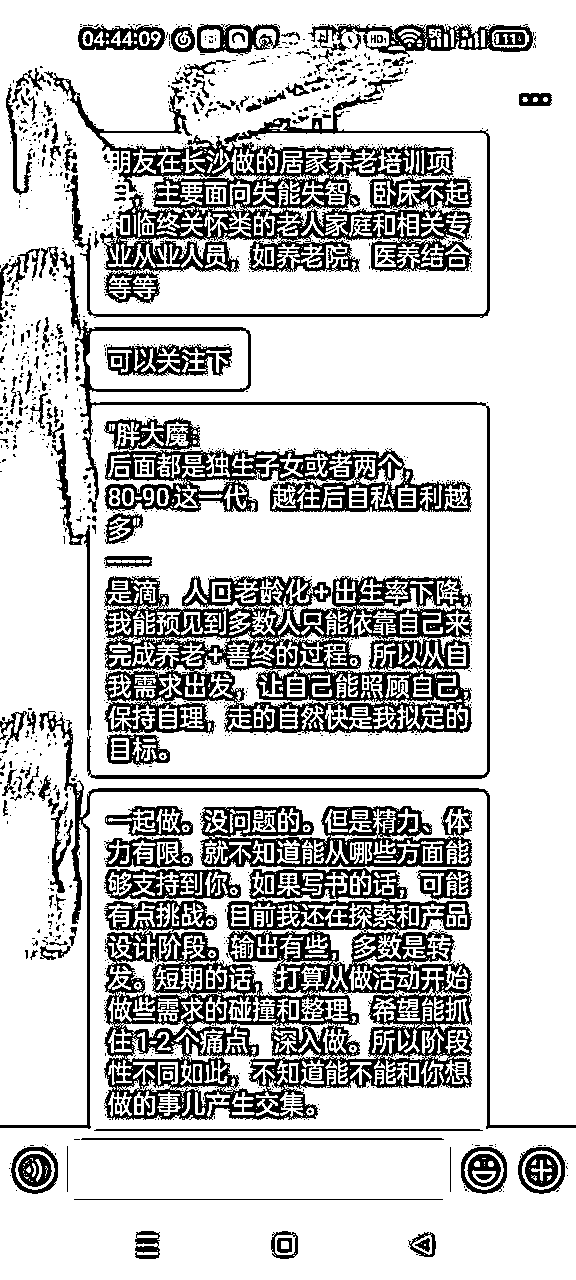 04:44:09
朋友在长沙做的居家养老培训项
，主要面向失能失智、卧床不起
和临终关怀类的老人家庭和相关专
业从业人员，如养老院，医养结合
等等
可以关注下
"胖大魔：
后面都是独生子女或者两个，
80-90这一代，越往后自私自利越
多"
——
是滴，人口老龄化+出生率下降，
我能预见到多数人只能依靠自己来
完成养老+善终的过程。所以从自
我需求出发，让自己能照顾自己，
保持自理，走的自然快是我拟定的
目标。
一起做。没问题的。但是精力、体
力有限。就不知道能从哪些方面能
够支持到你。如果写书的话，可能
有点挑战。目前我还在探索和产品
设计阶段。输出有些，多数是转
发。短期的话，打算从做活动开始
做些需求的碰撞和整理，希望能抓
住1-2个痛点，深入做。所以阶段
性不同如此，不知道能不能和你想
做的事儿产生交集。